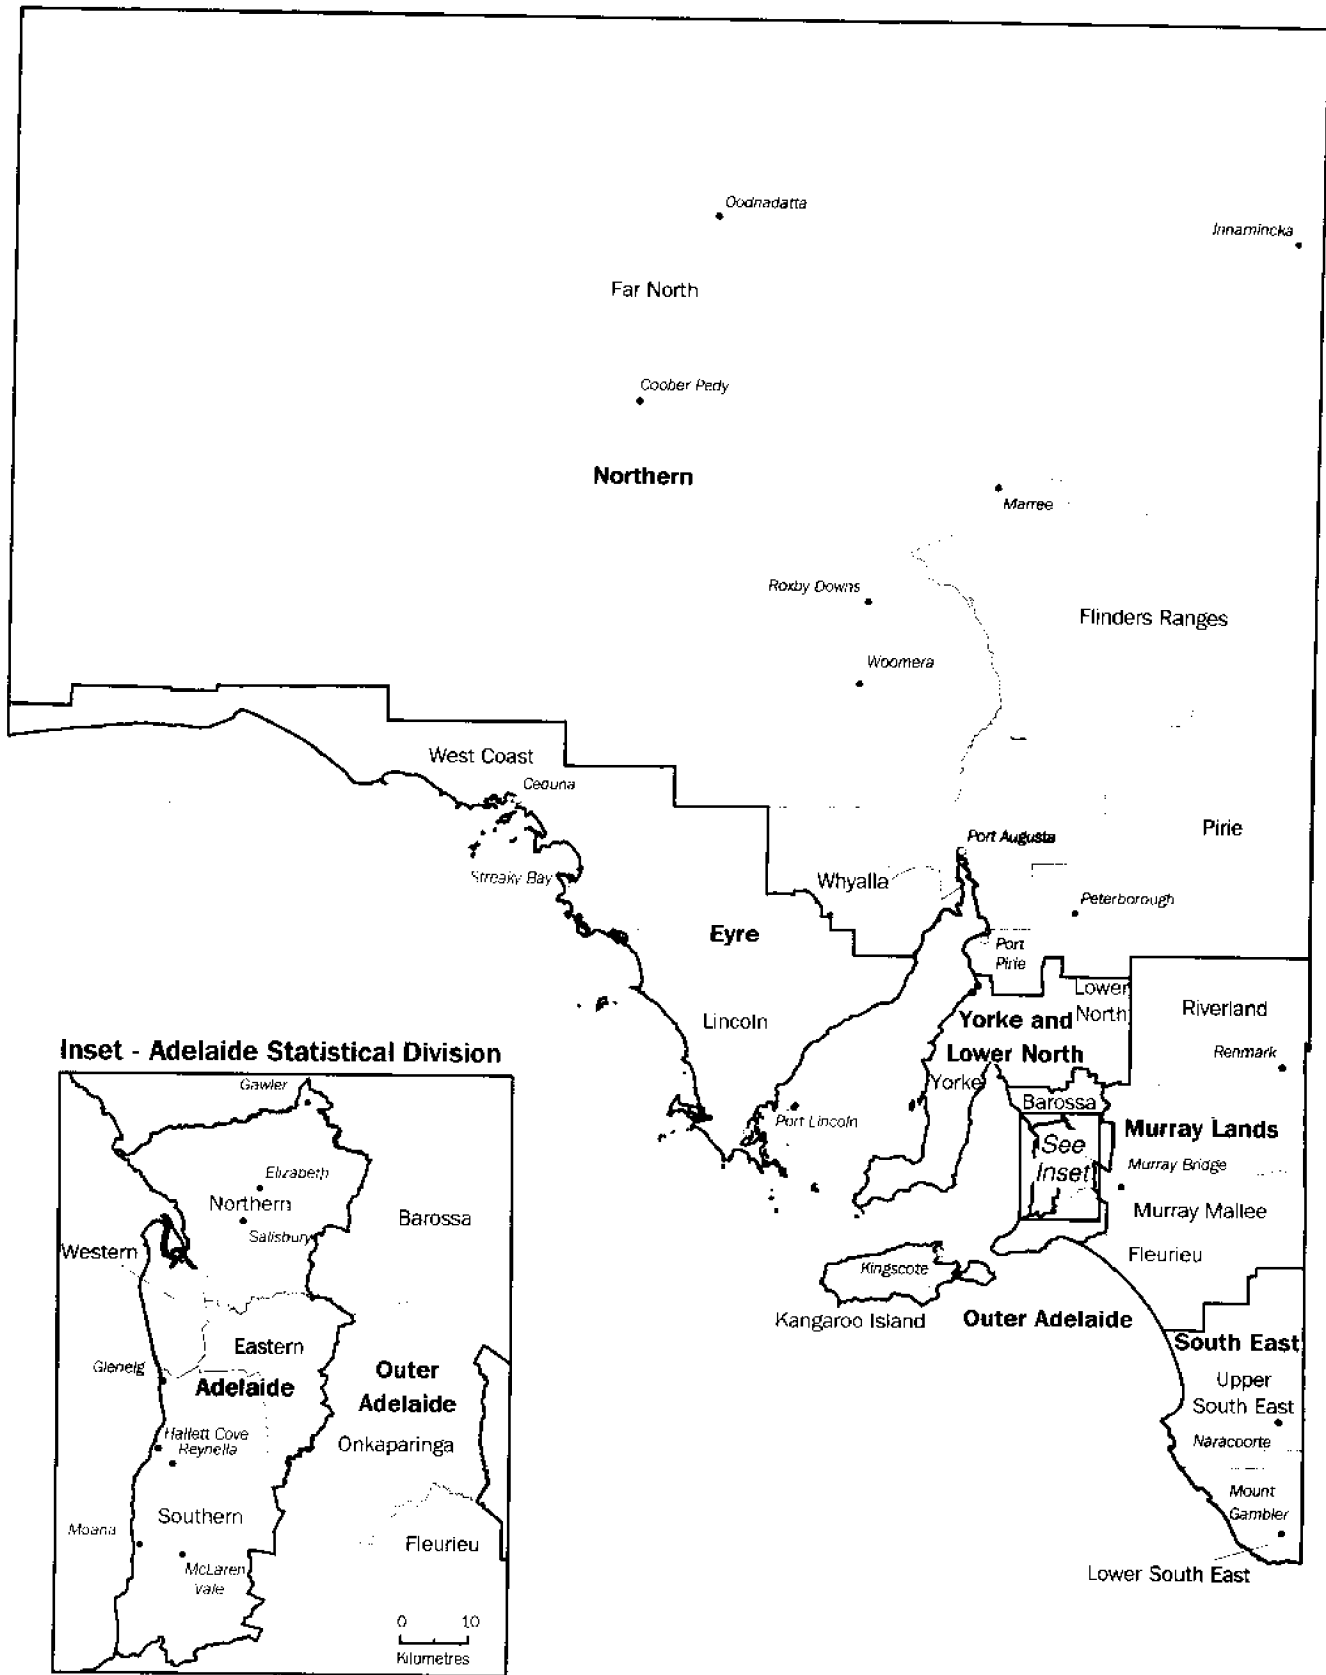 Oodnadatta
Innamincka
Far North
Coober Pedy
Northern
Marree
Roxby Downs
Flinders Ranges
Woomera
West Coast
Ceduna
Pirie
Port Augusta
Streaky Bay
Whyalla
Peterborough
Eyre
Port
Pirie
Lower
North
Riverland
Lincoln
Yorke and
Lower North
Renmark
Yorke
Barossa
Port Lincoln
Murray Lands
See
Inset
Murray Bridge
Murray Mallee
Fleurieu
Kingscote
Kangaroo Island
Outer Adelaide
South East
Upper
South East
Naracoorte
Mount
Gambier
Lower South East
Inset - Adelaide Statistical Division
Gawler
Elizabeth
Northern
Salisbury
Barossa
Western
Eastern
Glenelg
Adelaide
Outer
Adelaide
Hallett Cove
Reynella
Onkaparinga
Southern
Moana
Fleurieu
McLaren
Vale
0 10
Kilometres